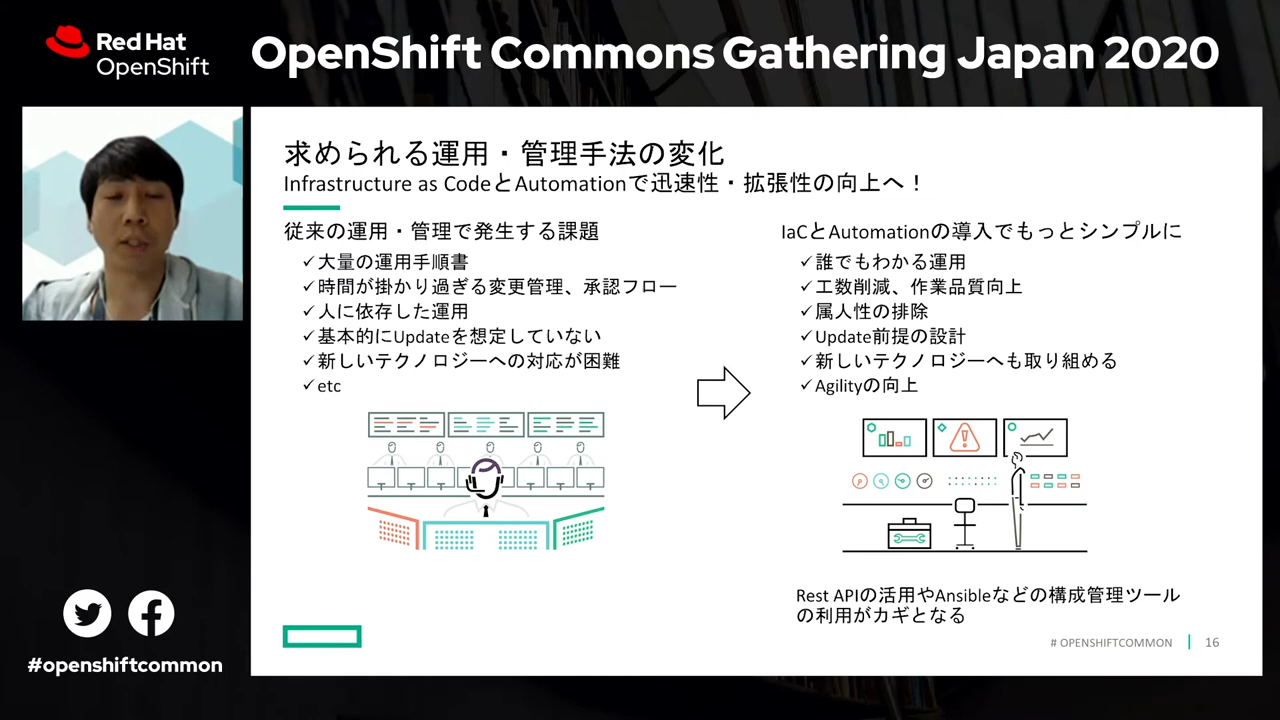 Red Hat
OpenShift
OpenShift Commons Gathering Japan 2020
求められる運用・管理手法の変化
Infrastructure as CodeとAutomationで迅速性・拡張性の向上へ！
従来の運用・管理で発生する課題
✓大量の運用手順書
✓時間が掛かり過ぎる変更管理、承認フロー
✓人に依存した運用
✓基本的にUpdateを想定していない
✓新しいテクノロジーへの対応が困難
✓etc
IaCとAutomationの導入でもっとシンプルに
✓誰でもわかる運用
✓工数削減、作業品質向上
✓属人性の排除
✓Update前提の設計
✓新しいテクノロジーへも取り組める
✓Agilityの向上
Rest APIの活用やAnsibleなどの構成管理ツール
の利用がカギとなる
# OPENSHIFTCOMMON
16
#openshiftcommon